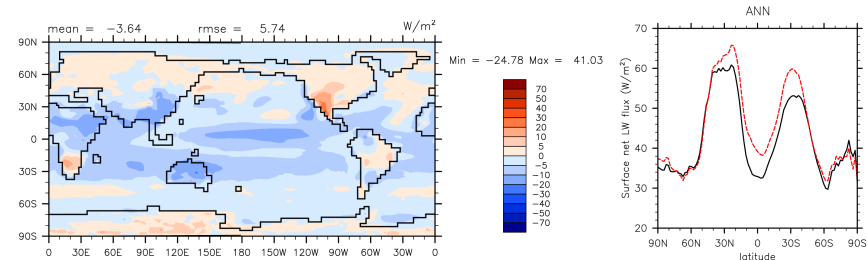 mean = −3.64 rmse = 5.74 W/m²
90N
60N
30N
0
30S
60S
90S
0 30E 60E 90E 120E 150E 180 150W 120W 90W 60W 30W 0
Min = −24.78 Max = 41.03
70
50
40
30
20
10
5
0
−5
−10
−15
−20
−30
−40
−50
−70
ANN
Surface net LW flux (W/m²)
70
60
50
40
30
20
90N 60N 30N 0 30S 60S 90S
latitude